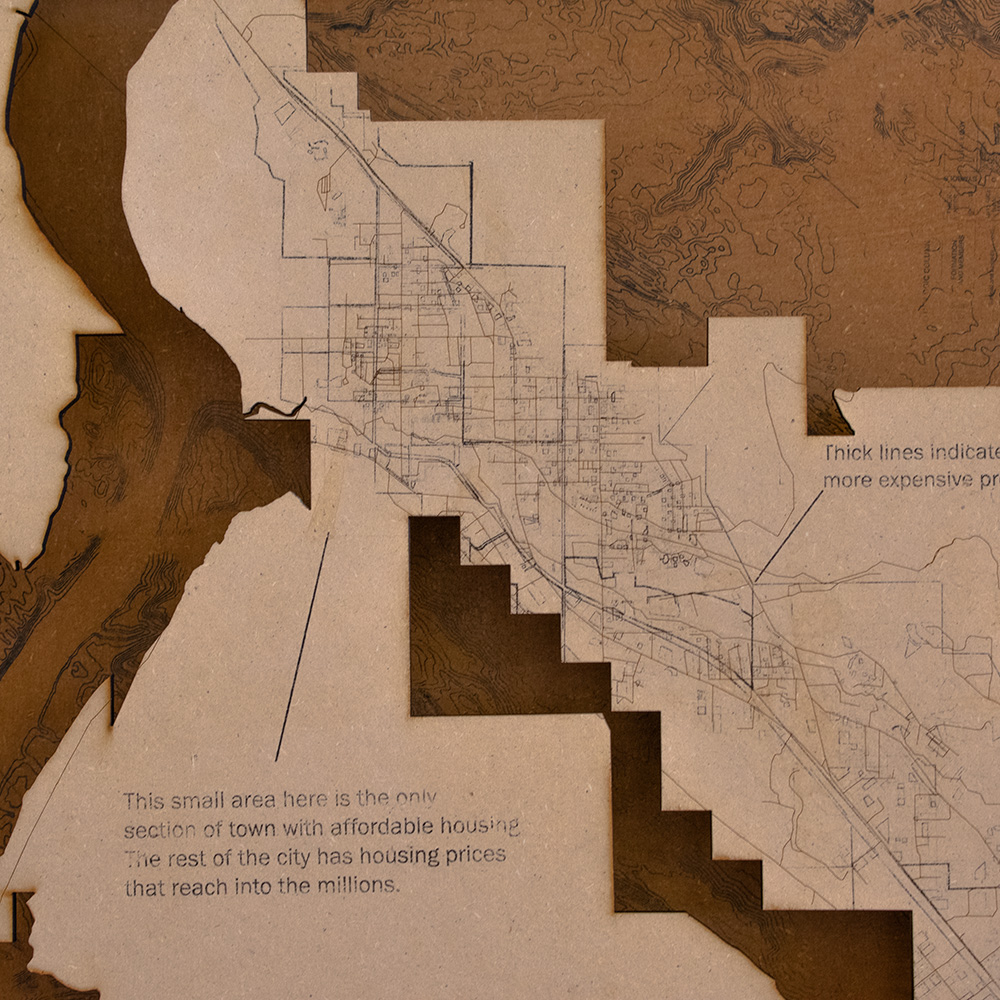 Thick lines indicate
more expensive pr
This small area here is the only
section of town with affordable housing
The rest of the city has housing prices
that reach into the millions.